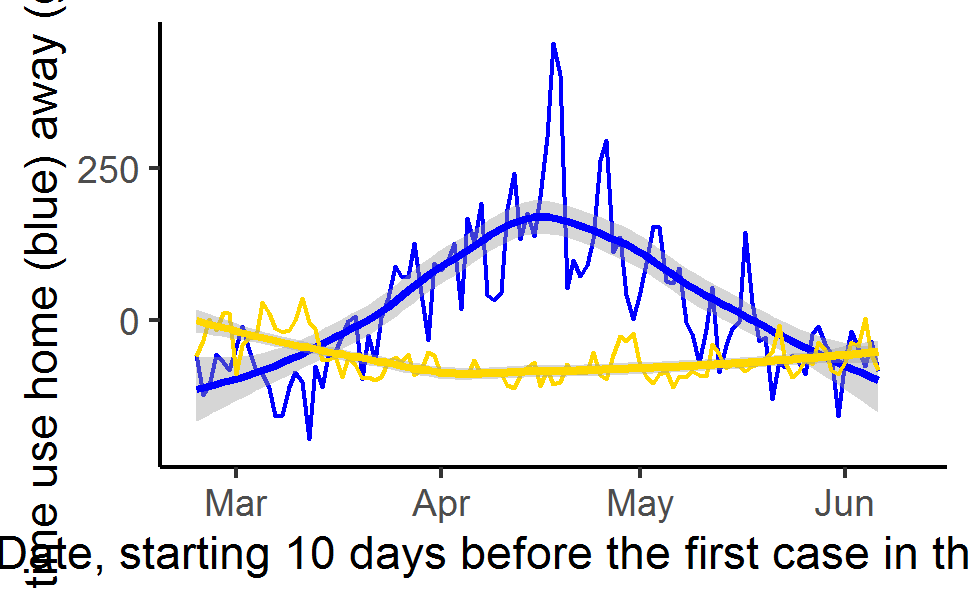 time use home (blue) away (
250
0
Mar Apr May Jun
Date, starting 10 days before the first case in th